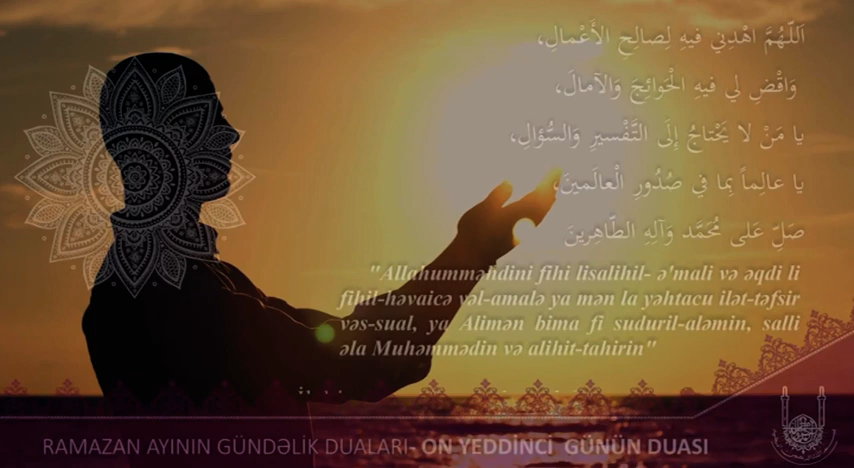 اَللّهُمَّ اهْدِني فيهِ لِصالِحِ الأَعْمالِ،
وَاقْضِ لي فيهِ الْحَوائِجَ وَالآمالَ،
يا مَنْ لا يَحْتاجُ إلَى التَّفْسيرِ وَالسُّؤالِ،
يا عالِماً بِما في صُدُورِ الْعالَمينَ،
صَلِّ عَلى مُحَمَّد وَآلِهِ الطّاهِرينَ
"Allahumməhdini fihi lisalihil- ə'mali və əqdi li
fihil-həvaicə vəl-amalə ya mən la yəhtacu ilət-təfsir
vəs-sual, ya Alimən bima fi suduril-aləmin, salli
əla Muhəmmədin və alihit-tahirin"
RAMAZAN AYININ GÜNDƏLİK DUALARI- ON YEDDİNCİ GÜNÜN DUASI